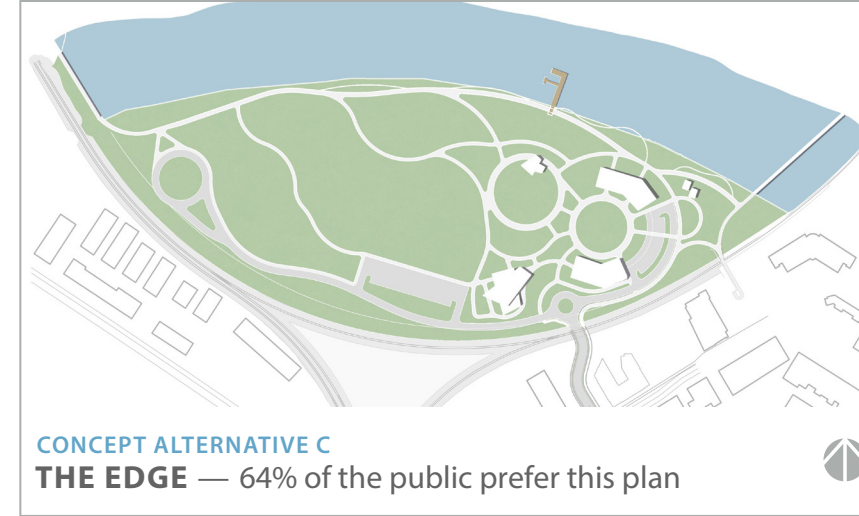 CONCEPT ALTERNATIVE C
THE EDGE — 64% of the public prefer this plan